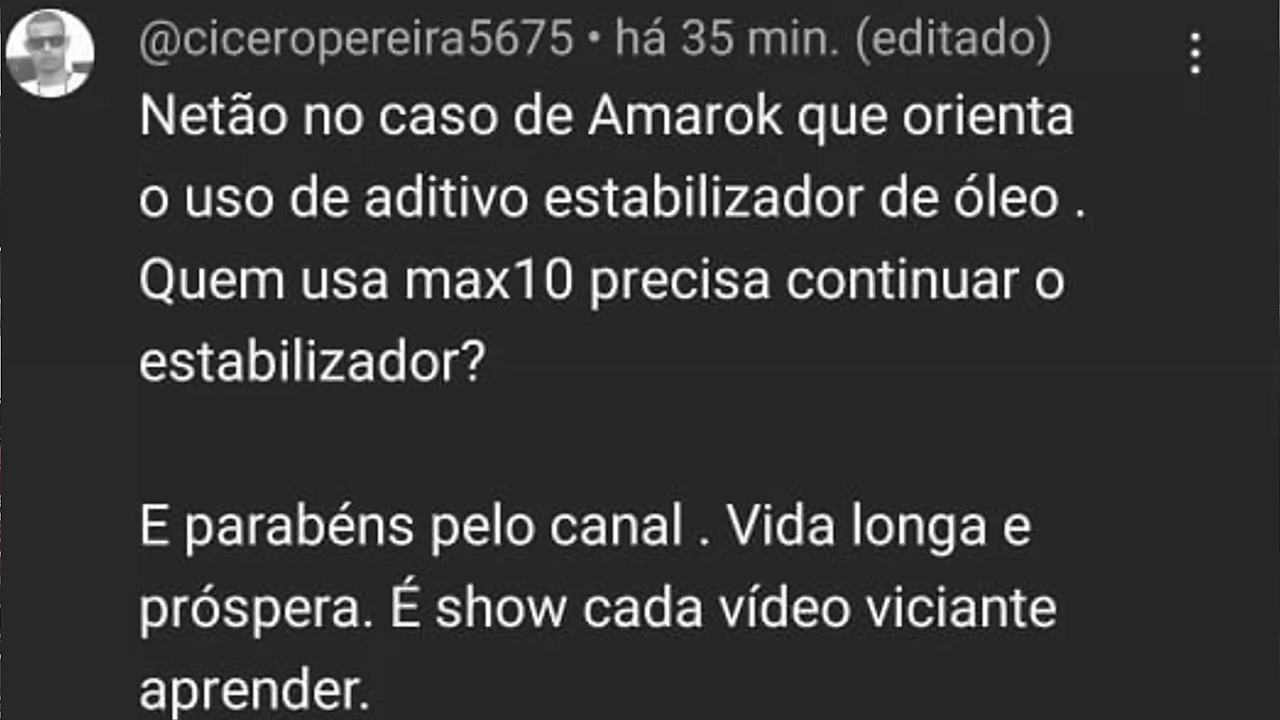 @ciceropereira5675 • há 35 min. (editado)
Netão no caso de Amarok que orienta
o uso de aditivo estabilizador de óleo .
Quem usa max10 precisa continuar o
estabilizador?
E parabéns pelo canal . Vida longa e
próspera. É show cada vídeo viciante
aprender.